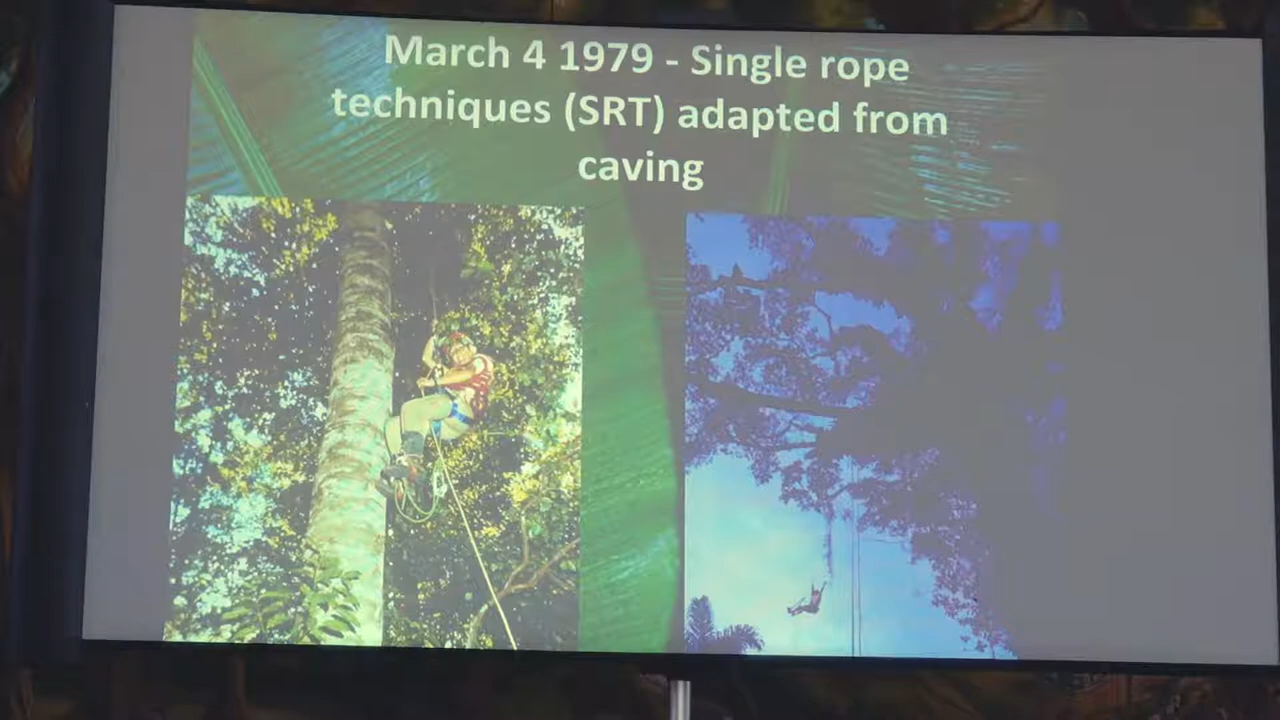 March 4 1979 - Single rope
techniques (SRT) adapted from
caving